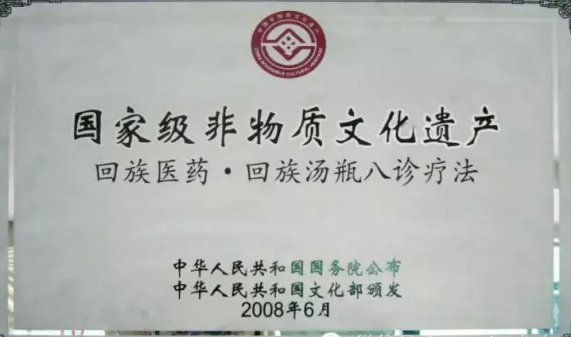 国家级非物质文化遗产
回族医药·回族汤瓶八诊疗法
中华人民共和国国务院公布
中华人民共和国文化部颁发
2008年6月